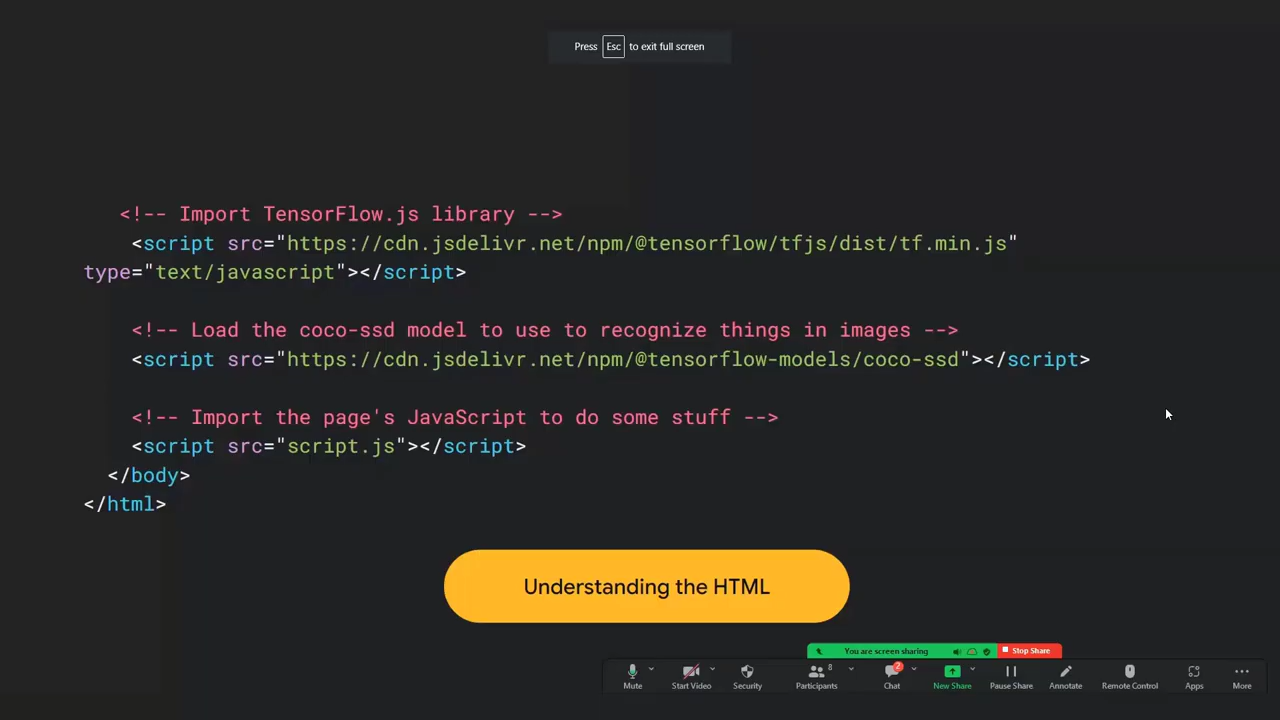 Press Esc to exit full screen
<!-- Import TensorFlow.js library -->
<script src="https://cdn.jsdelivr.net/npm/@tensorflow/tfjs/dist/tf.min.js"
type="text/javascript"></script>
<!-- Load the coco-ssd model to use to recognize things in images -->
<script src="https://cdn.jsdelivr.net/npm/@tensorflow-models/coco-ssd"></script>
<!-- Import the page's JavaScript to do some stuff -->
<script src="script.js"></script>
</body>
</html>
Understanding the HTML
You are screen sharing Stop Share
8 2
Mute Start Video Security Participants Chat New Share Pause Share Annotate Remote Control Apps More